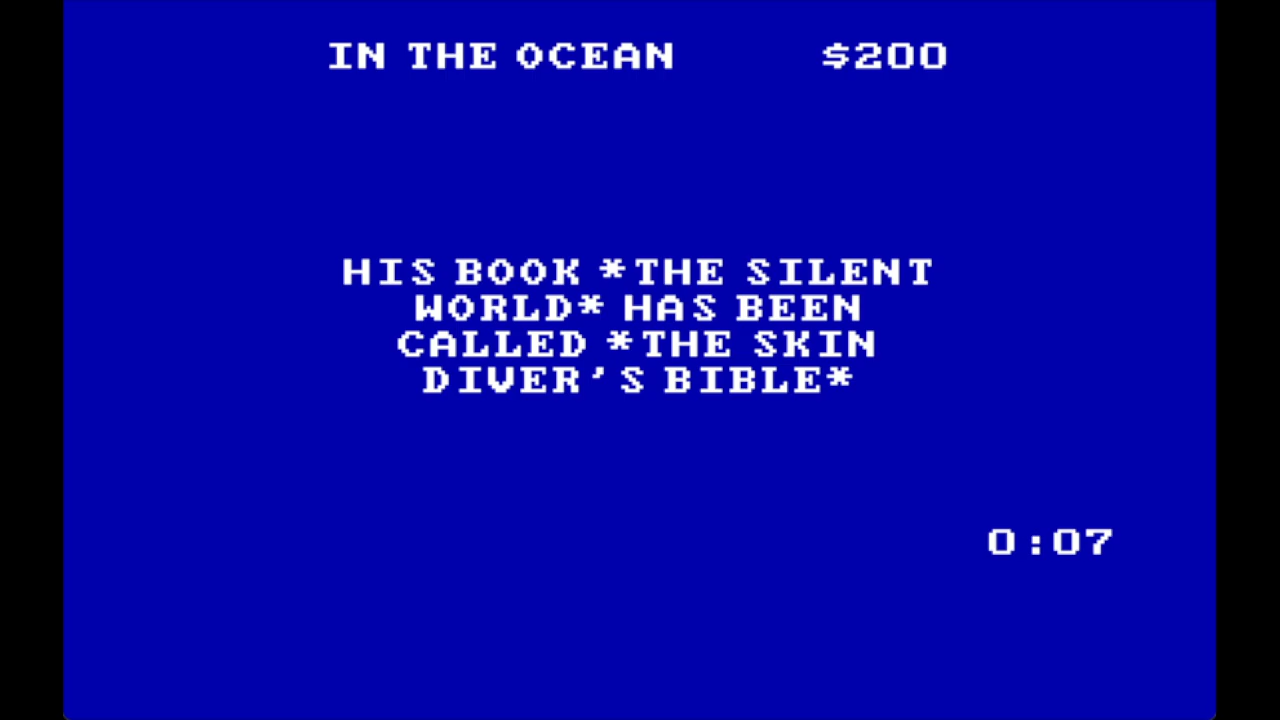 IN THE OCEAN $200
HIS BOOK *THE SILENT
WORLD* HAS BEEN
CALLED *THE SKIN
DIVER'S BIBLE*
0:07